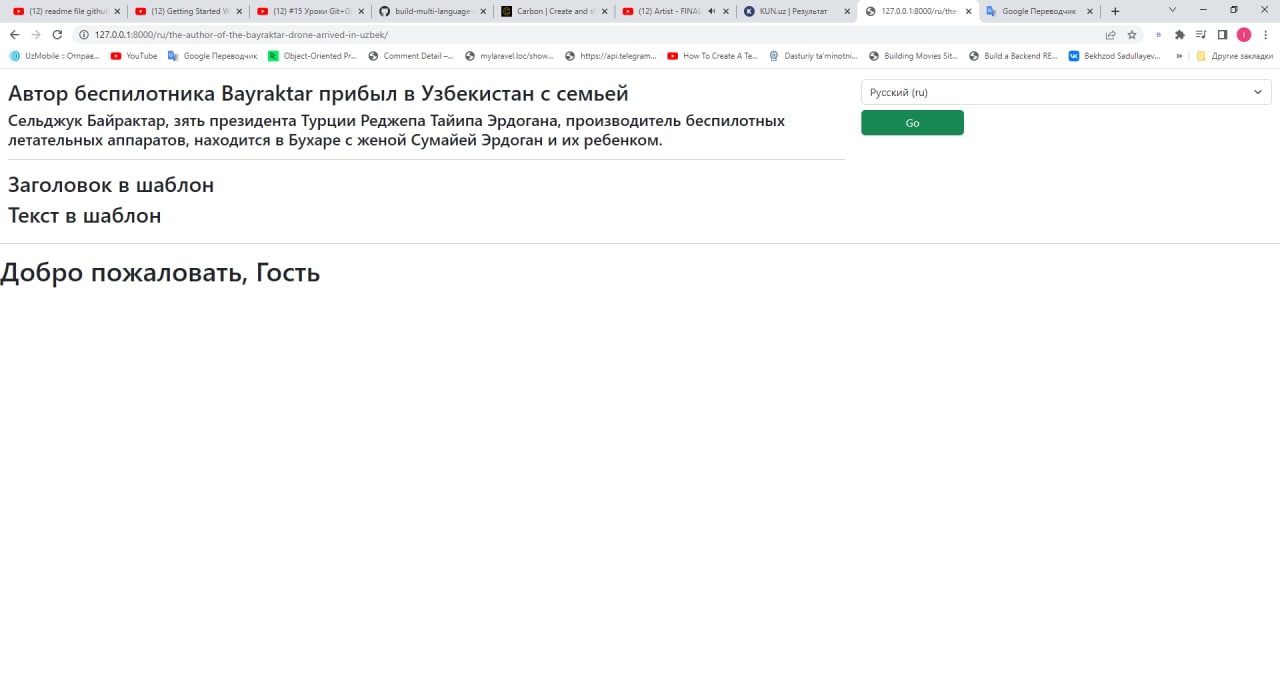 (12) readme file githu
(12) Getting Started W
(12) #15 Уроки Git+Gi
build-multi-language-
Carbon | Create and sh
(12) Artist - FINAL
KUN.uz | Результат
127.0.0.1:8000/ru/the-
Google Переводчик
127.0.0.1:8000/ru/the-author-of-the-bayraktar-drone-arrived-in-uzbek/
I
UzMobile :: Отправ...
YouTube
Google Переводчик
Object-Oriented Pr...
Comment Detail –...
mylaravel.loc/show...
https://api.telegram...
How To Create A Te...
Dasturiy ta'minotni...
Building Movies Sit...
Build a Backend RE...
Bekhzod Sadullayev...
»
Другие закладки
Автор беспилотника Bayraktar прибыл в Узбекистан с семьей
Сельджук Байрактар, зять президента Турции Реджепа Тайипа Эрдогана, производитель беспилотных
летательных аппаратов, находится в Бухаре с женой Сумайей Эрдоган и их ребенком.
Русский (ru)
Go
Заголовок в шаблон
Текст в шаблон
Добро пожаловать, Гость